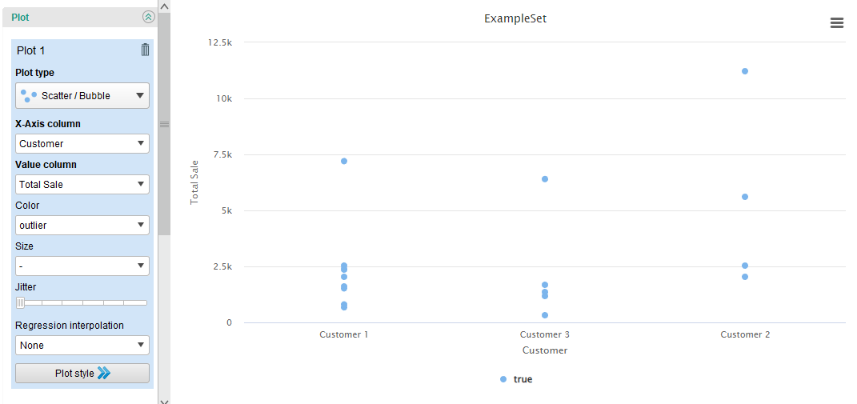 Plot
Plot 1
Plot type
Scatter / Bubble
X-Axis column
Customer
Value column
Total Sale
Color
outlier
Size
-
Jitter
Regression interpolation
None
Plot style
ExampleSet
12.5k
10k
7.5k
5k
2.5k
0
Total Sale
Customer 1
Customer 3
Customer 2
Customer
true